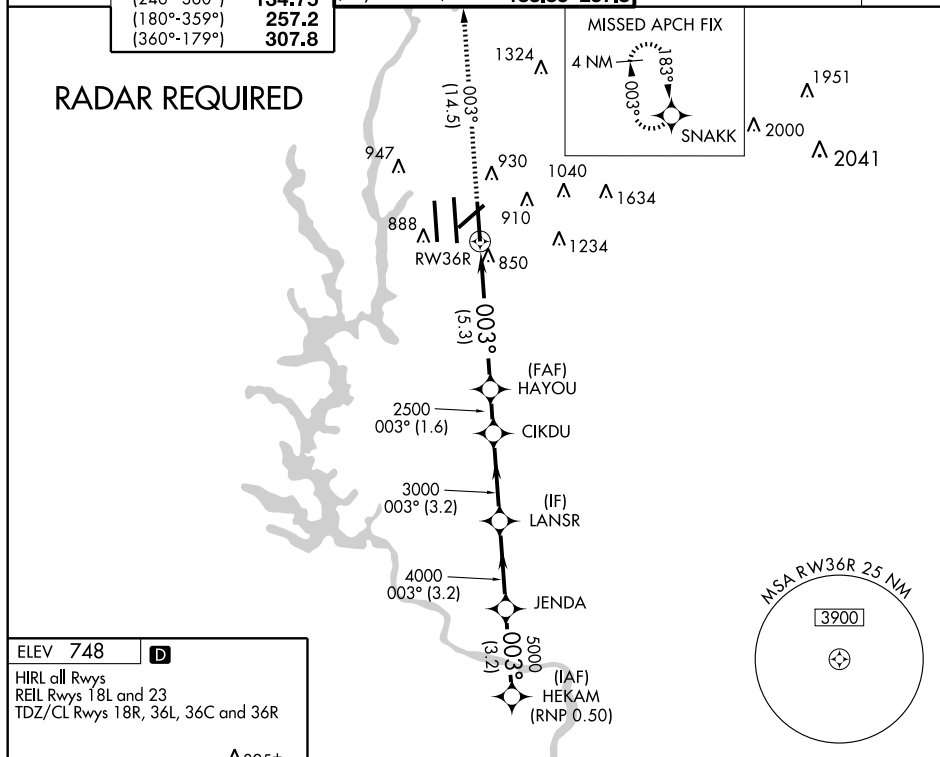 (180°-359°) 257.2
(360°-179°) 307.8
RADAR REQUIRED
003°
(14.5)
1324
MISSED APCH FIX
4 NM
003°
183°
SNAKK
1951
2000
2041
947
930
1040
1634
910
888
1234
RW36R
850
003°
(5.3)
(FAF)
HAYOU
2500
003° (1.6)
CIKDU
3000
003° (3.2)
(IF)
LANSR
4000
003° (3.2)
JENDA
003°
5000
(3.2)
(IAF)
HEKAM
(RNP 0.50)
MSA RW36R 25 NM
3900
ELEV 748 D
HIRL all Rwys
REIL Rwys 18L and 23
TDZ/CL Rwys 18R, 36L, 36C and 36R